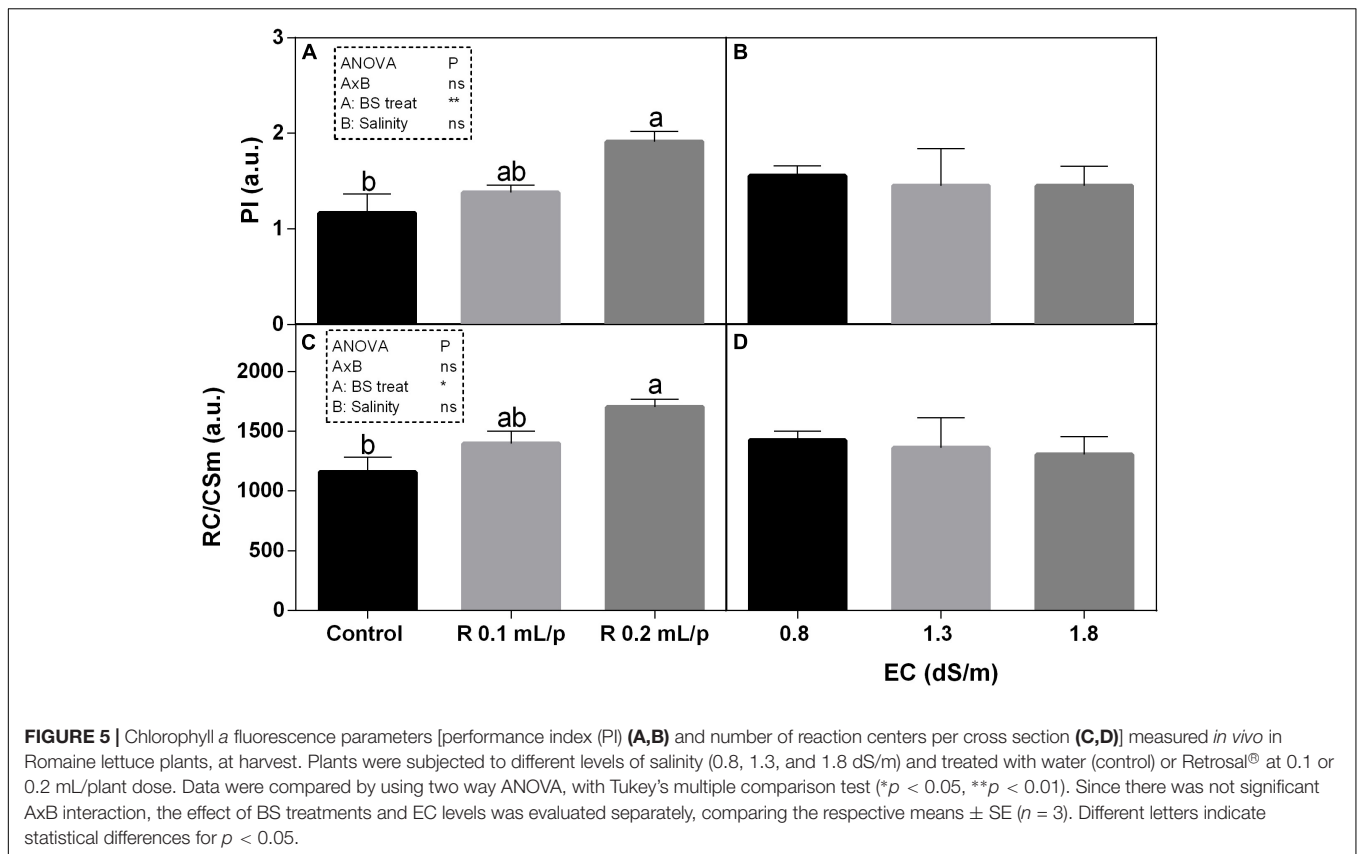 A
ANOVA P
AxB ns
A: BS treat **
B: Salinity ns
3
2
1
0
PI (a.u.)
b
ab
a
B
C
ANOVA P
AxB ns
A: BS treat *
B: Salinity ns
2000
1500
1000
500
0
RC/CSm (a.u.)
b
ab
a
D
Control R 0.1 mL/p R 0.2 mL/p 0.8 1.3 1.8
EC (dS/m)
FIGURE 5 | Chlorophyll a fluorescence parameters [performance index (PI) (A,B) and number of reaction centers per cross section (C,D)] measured in vivo in
Romaine lettuce plants, at harvest. Plants were subjected to different levels of salinity (0.8, 1.3, and 1.8 dS/m) and treated with water (control) or Retrosal® at 0.1 or
0.2 mL/plant dose. Data were compared by using two way ANOVA, with Tukey's multiple comparison test (*p < 0.05, **p < 0.01). Since there was not significant
AxB interaction, the effect of BS treatments and EC levels was evaluated separately, comparing the respective means ± SE (n = 3). Different letters indicate
statistical differences for p < 0.05.